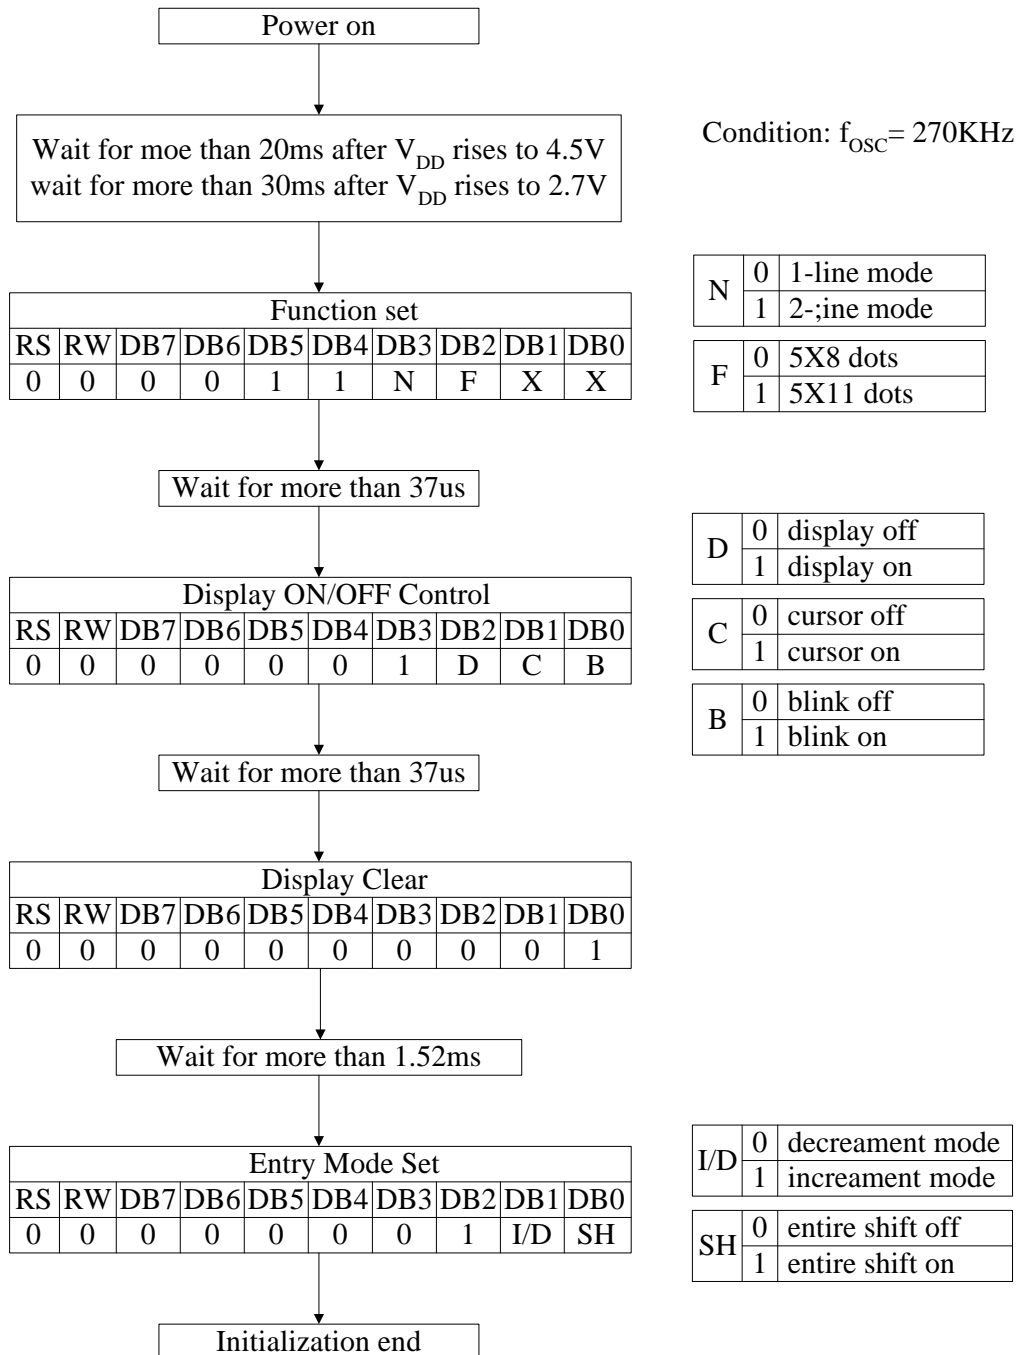 Power on
Wait for moe than 20ms after VDD rises to 4.5V
wait for more than 30ms after VDD rises to 2.7V
Condition: fOSC= 270KHz
Function set
RS RW DB7 DB6 DB5 DB4 DB3 DB2 DB1 DB0
0 0 0 0 1 1 N F X X
N 0 1-line mode
1 2-;ine mode
F 0 5X8 dots
1 5X11 dots
Wait for more than 37us
Display ON/OFF Control
RS RW DB7 DB6 DB5 DB4 DB3 DB2 DB1 DB0
0 0 0 0 0 0 1 D C B
D 0 display off
1 display on
C 0 cursor off
1 cursor on
B 0 blink off
1 blink on
Wait for more than 37us
Display Clear
RS RW DB7 DB6 DB5 DB4 DB3 DB2 DB1 DB0
0 0 0 0 0 0 0 0 0 1
Wait for more than 1.52ms
Entry Mode Set
RS RW DB7 DB6 DB5 DB4 DB3 DB2 DB1 DB0
0 0 0 0 0 0 0 1 I/D SH
I/D 0 decreament mode
1 increament mode
SH 0 entire shift off
1 entire shift on
Initialization end